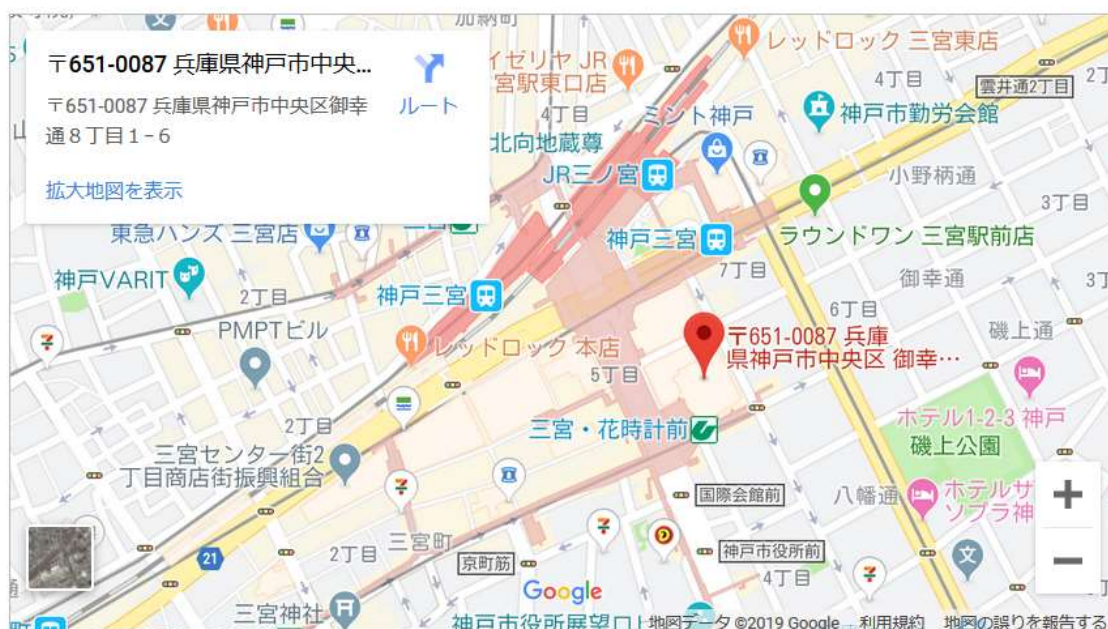 〒651-0087 兵庫県神戸市中央...
〒651-0087 兵庫県神戸市中央区御幸
通8丁目1-6
ルート
拡大地図を表示
加納町
レッドロック 三宮東店
イゼリヤ JR
宮駅東口店
4丁目
4丁目
雲井通2丁目
ミント神戸
神戸市勤労会館
北向地蔵尊
JR三ノ宮
小野柄通
3丁目
東急ハンズ 三宮店
神戸三宮
ラウンドワン 三宮駅前店
神戸VARIT
2丁目
神戸三宮
7丁目
御幸通
6丁目
磯上通
PMPTビル
レッドロック 本店
5丁目
〒651-0087 兵庫
県神戸市中央区 御幸…
2丁目
三宮・花時計前
ホテル1-2-3 神戸
磯上公園
三宮センター街2
丁目商店街振興組合
国際会館前
八幡通
ホテルサ
ソプラ神
21
2丁目
三宮町
京町筋
神戸市役所前
4丁目
三宮神社
Google
神戸市役所展望ロ
地図データ ©2019 Google
利用規約
地図の誤りを報告する